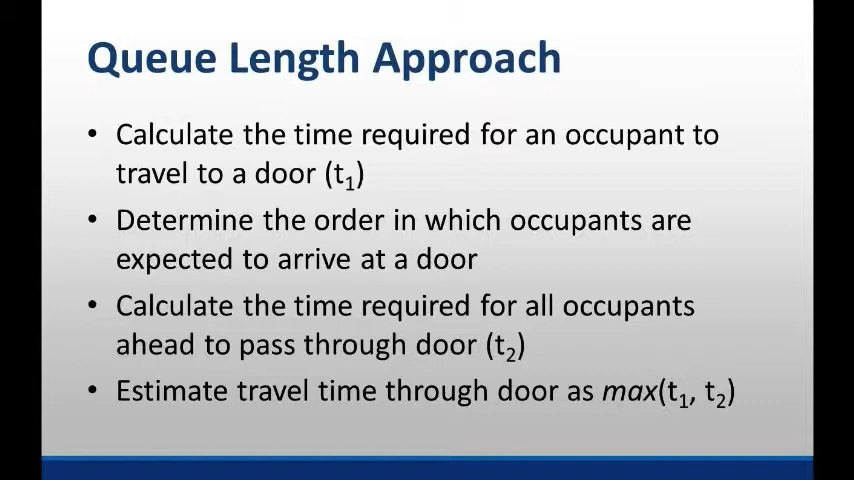 Queue Length Approach
• Calculate the time required for an occupant to
travel to a door (t₁)
• Determine the order in which occupants are
expected to arrive at a door
• Calculate the time required for all occupants
ahead to pass through door (t₂)
• Estimate travel time through door as max(t₁, t₂)